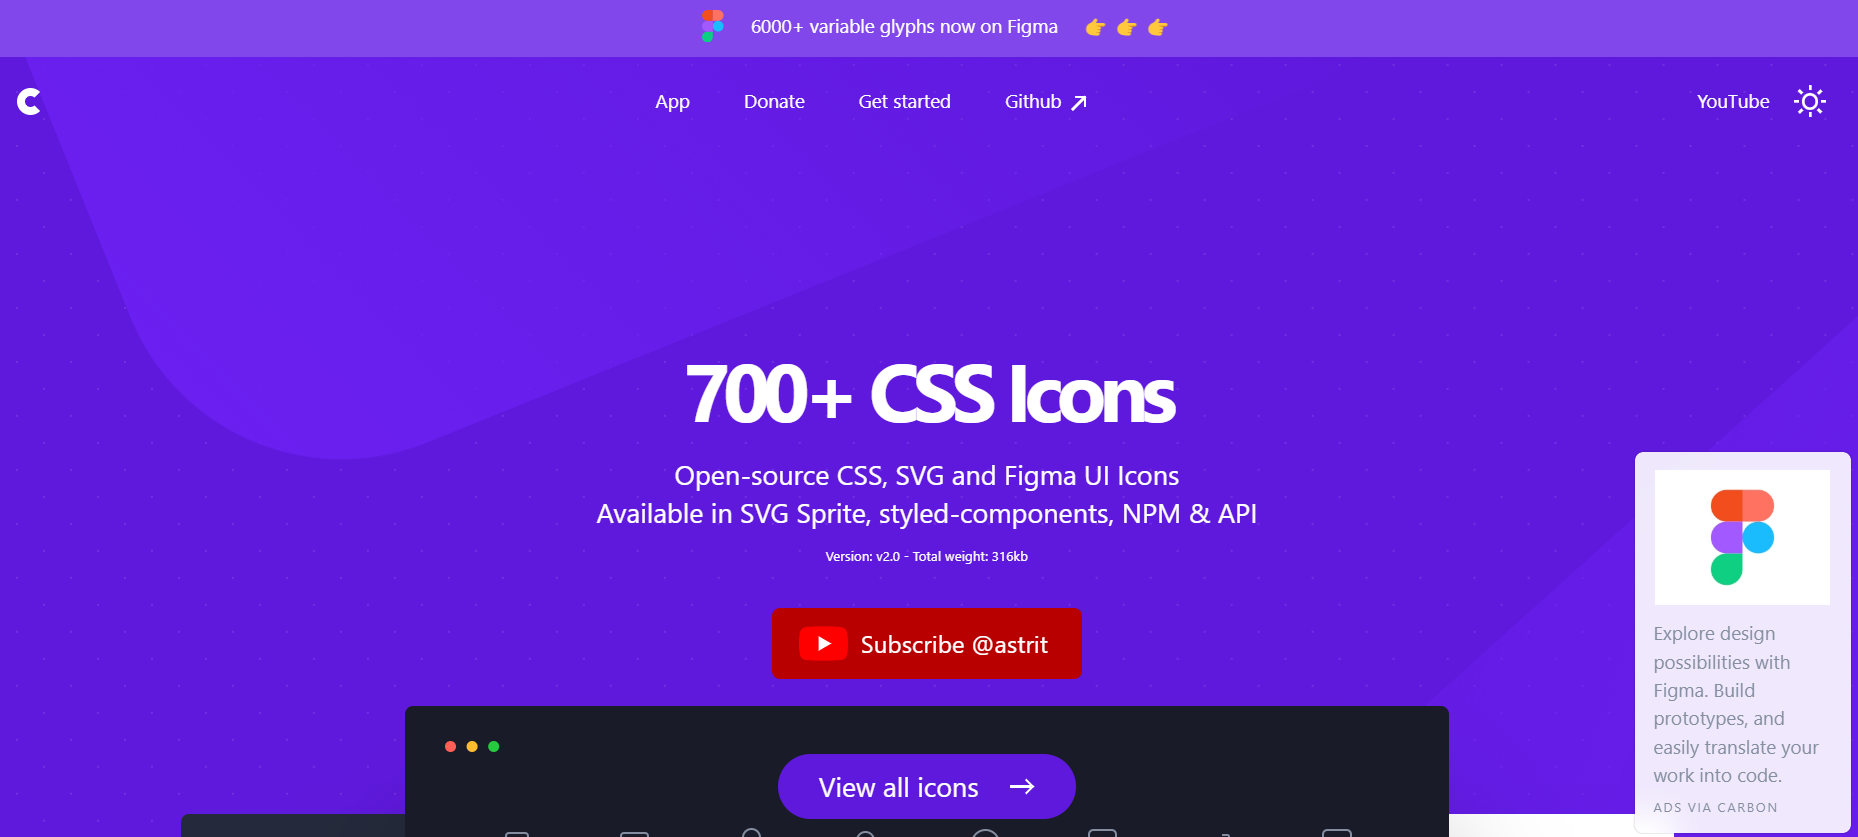 6000+ variable glyphs now on Figma 👉 👉 👉
App
Donate
Get started
Github
YouTube
700+ CSS Icons
Open-source CSS, SVG and Figma UI Icons
Available in SVG Sprite, styled-components, NPM & API
Version: v2.0 - Total weight: 316kb
Subscribe @astrit
View all icons →
Explore design
possibilities with
Figma. Build
prototypes, and
easily translate your
work into code.
ADS VIA CARBON